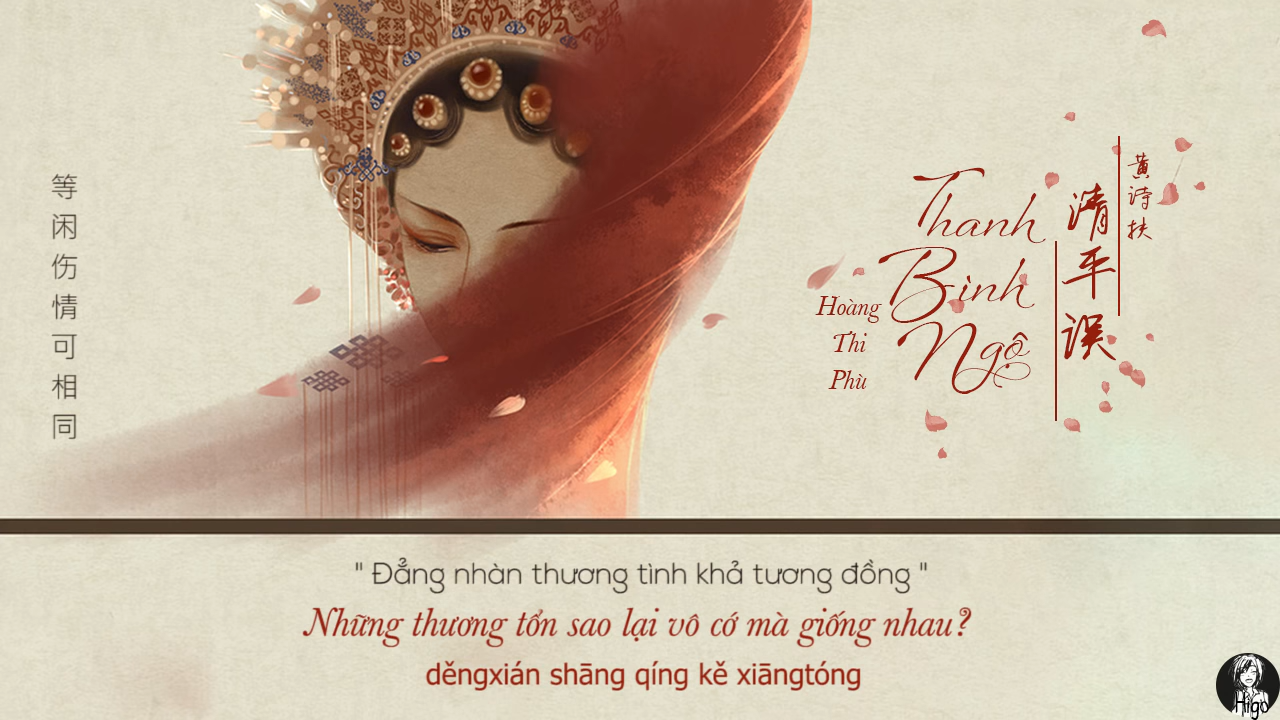 等闲伤情可相同
Thanh
Bình
Ngộ
Hoàng
Thi
Phù
清平误
黄诗扶
" Đẳng nhàn thương tình khả tương đồng "
Những thương tổn sao lại vô cớ mà giống nhau?
děngxián shāng qíng kě xiāngtóng
Higo